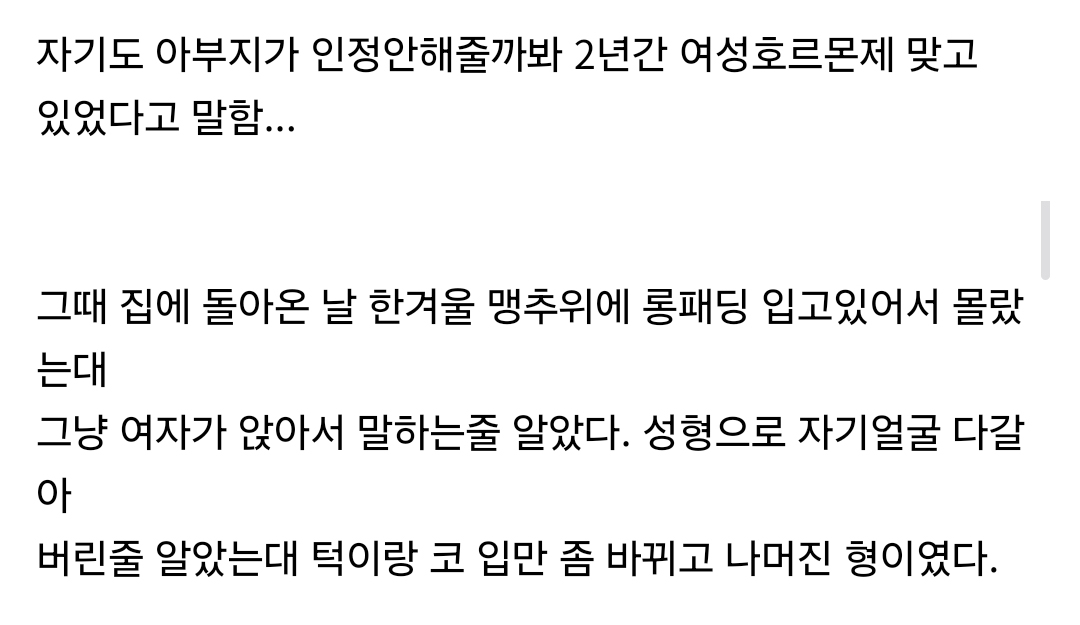 자기도 아부지가 인정안해줄까봐 2년간 여성호르몬제 맞고
있었다고 말함...
그때 집에 돌아온 날 한겨울 맹추위에 롱패딩 입고있어서 몰랐
는대
그냥 여자가 앉아서 말하는줄 알았다. 성형으로 자기얼굴 다갈
아
버린줄 알았는대 턱이랑 코 입만 좀 바뀌고 나머진 형이였다.